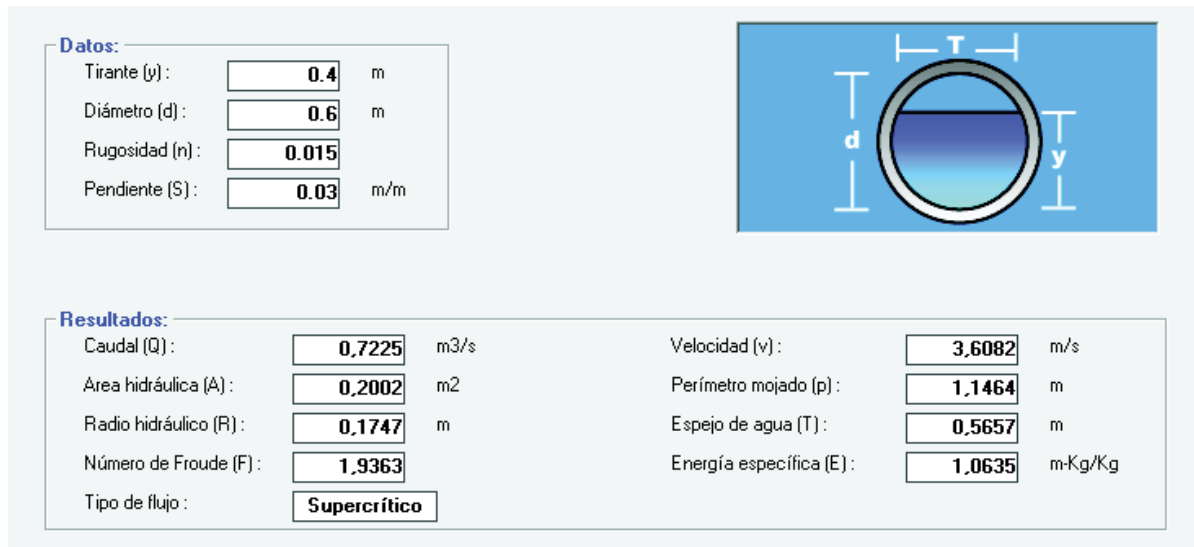 Datos:
Tirante (y) : 0.4 m
Diámetro (d) : 0.6 m
Rugosidad (n) : 0.015
Pendiente (S) : 0.03 m/m
T
d
y
Resultados:
Caudal (Q) : 0,7225 m3/s Velocidad (v) : 3,6082 m/s
Area hidráulica (A) : 0,2002 m2 Perímetro mojado (p) : 1,1464 m
Radio hidráulico (R) : 0,1747 m Espejo de agua (T) : 0,5657 m
Número de Froude (F) : 1,9363 Energía específica (E) : 1,0635 m-Kg/Kg
Tipo de flujo : Supercrítico